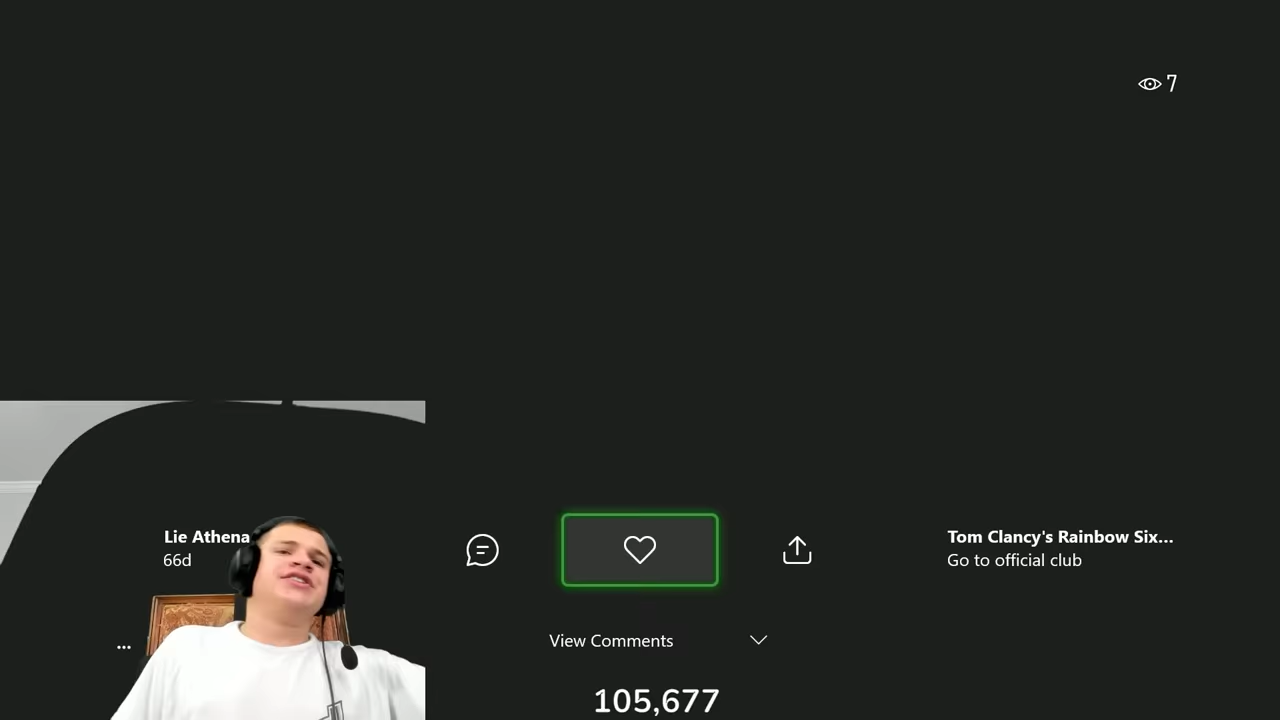 7
Lie Athena
66d
Tom Clancy's Rainbow Six...
Go to official club
...
View Comments
105,677